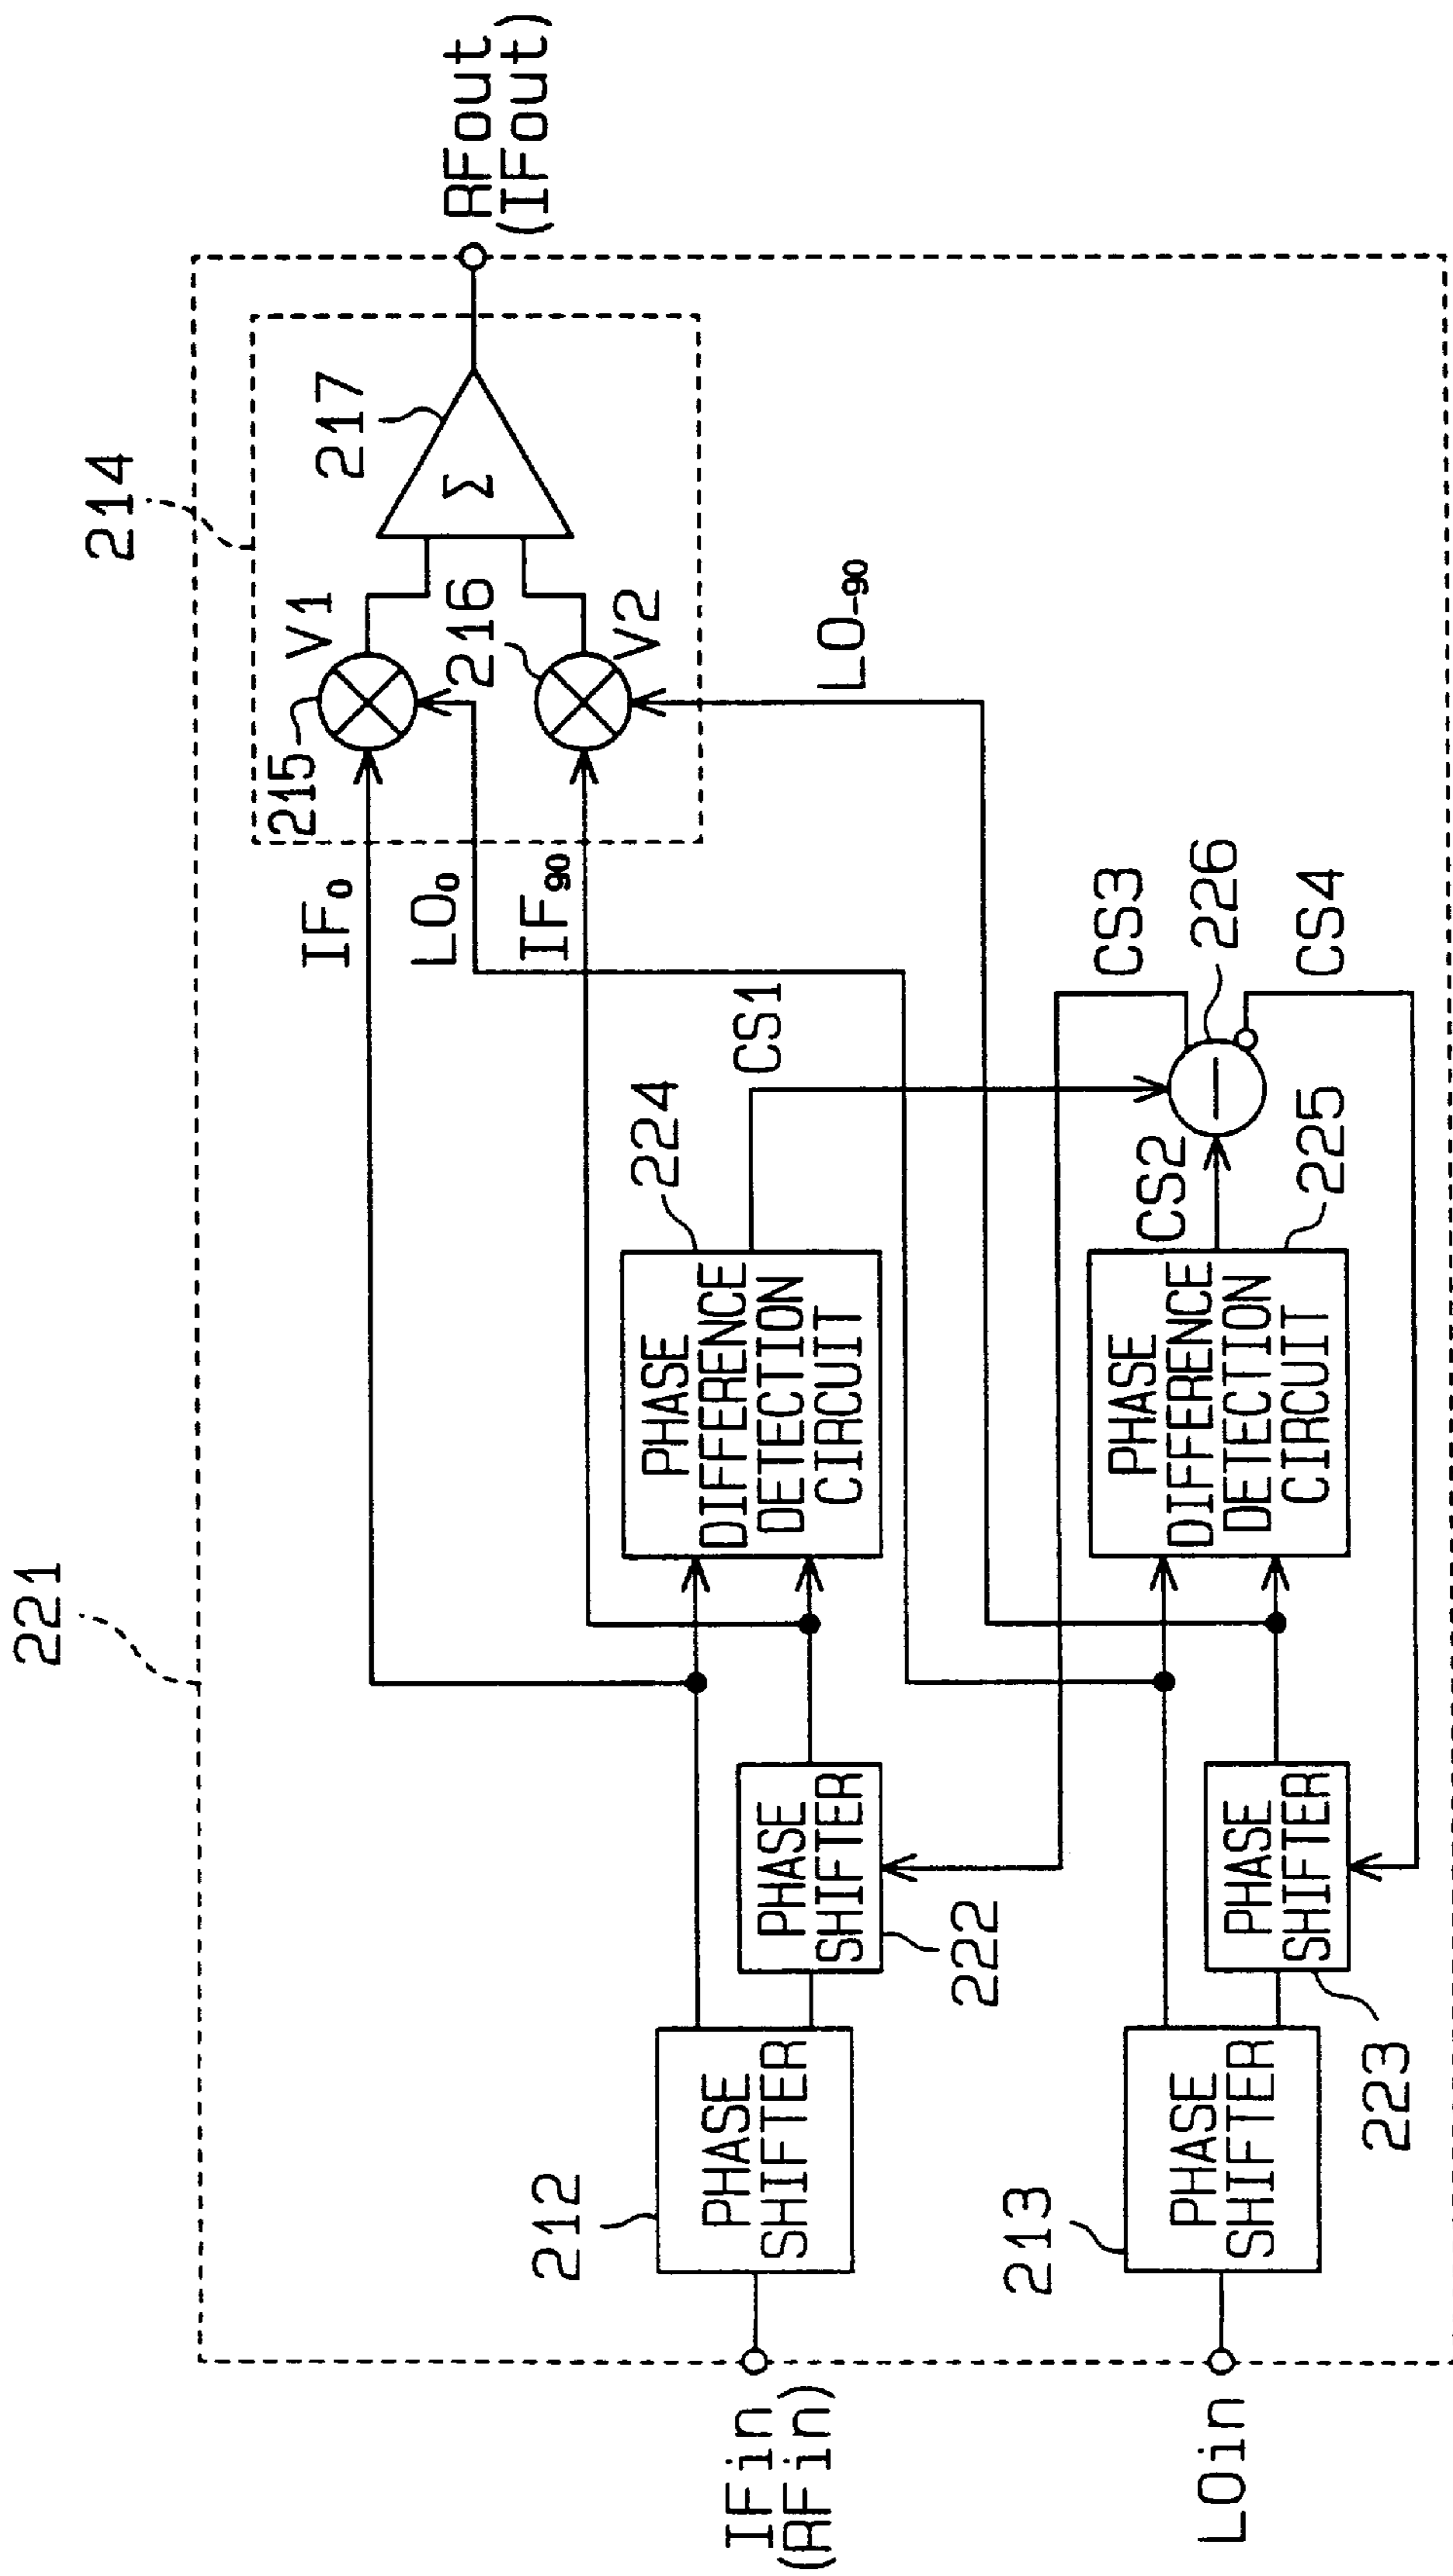 221
214
RFout
(IFout)
217
Σ
215
V1
216
V2
IF₀
LO₀
IF₉₀
LO₋₉₀
224
CS1
PHASE
DIFFERENCE
DETECTION
CIRCUIT
CS3
226
CS4
CS2
225
PHASE
DIFFERENCE
DETECTION
CIRCUIT
PHASE
SHIFTER
222
PHASE
SHIFTER
223
212
PHASE
SHIFTER
213
PHASE
SHIFTER
IFin
(RFin)
LOin